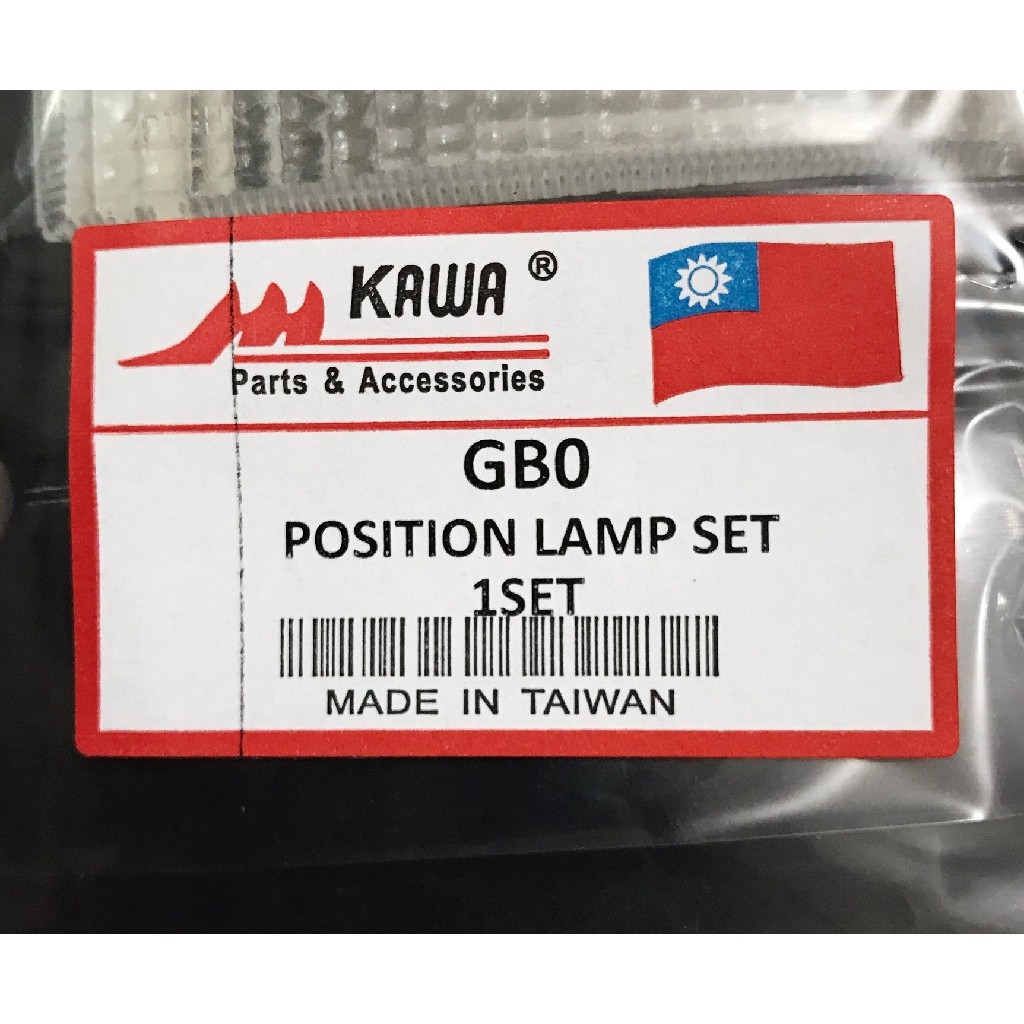 KAWA ®
Parts & Accessories
GB0
POSITION LAMP SET
1SET
MADE IN TAIWAN